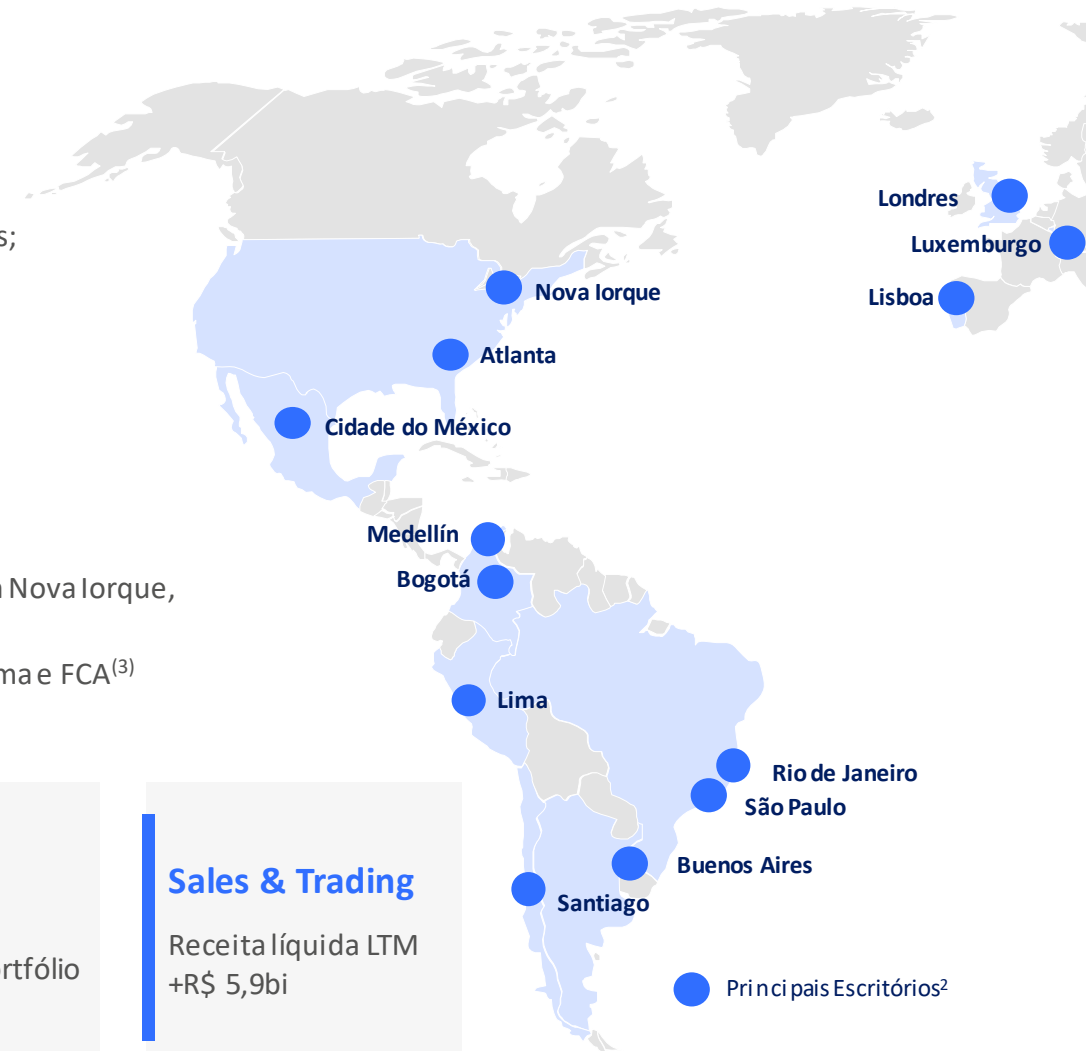 Londres
s;
Luxemburgo
Nova Iorque
Lisboa
Atlanta
Cidade do México
Medellín
Bogotá
Nova Iorque,
ma e FCA(3)
Lima
Rio de Janeiro
São Paulo
Buenos Aires
Sales & Trading
Santiago
Receita líquida LTM
+R$ 5,9bi
rtfólio
Principais Escritórios²